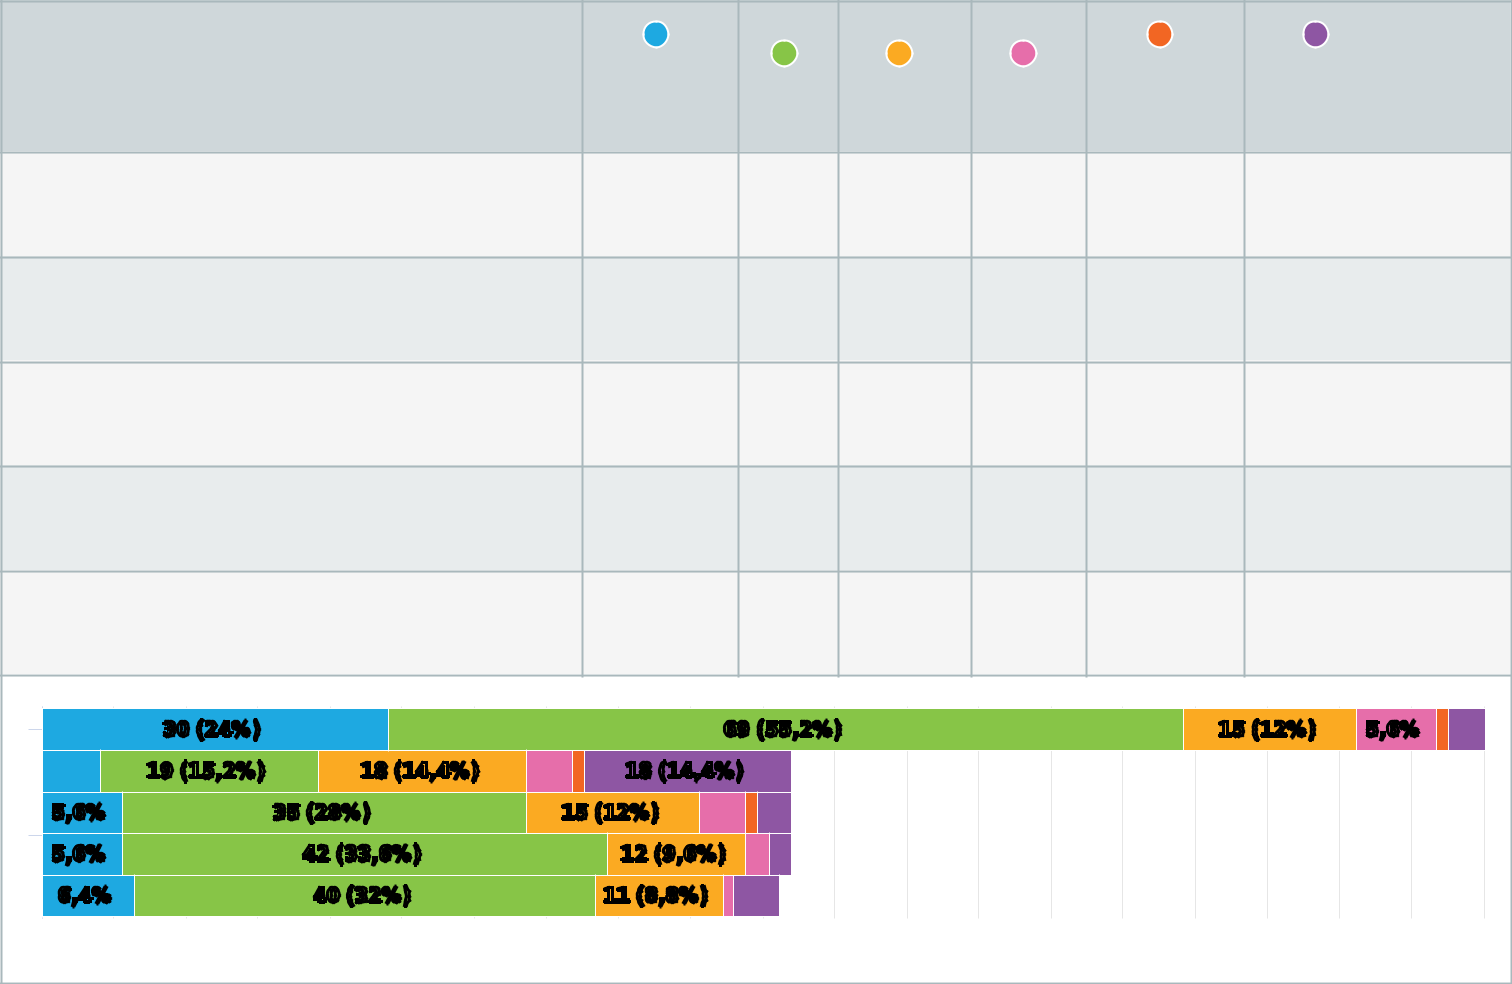 30 (24%) 69 (55,2%) 15 (12%) 5,6%
19 (15,2%) 18 (14,4%) 18 (14,4%)
5,6% 35 (28%) 15 (12%)
5,6% 42 (33,6%) 12 (9,6%)
6,4% 40 (32%) 11 (8,8%)